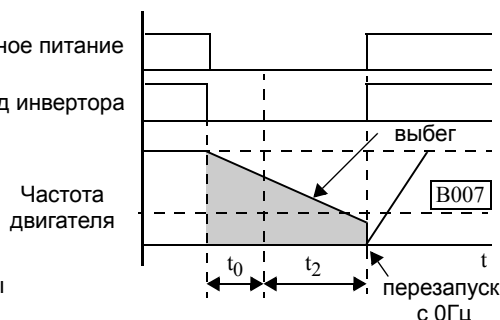 ное питание
д инвертора
выбег
Частота
двигателя
B007
t0
t2
t
ы
перезапуск
с 0Гц